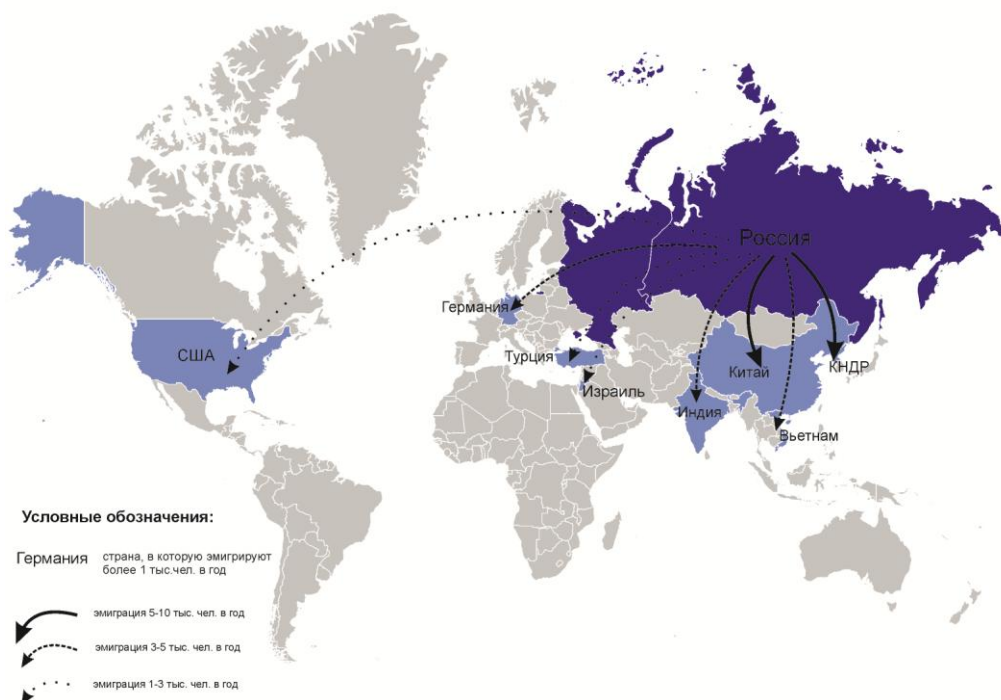 Россия
Германия
США
Турция
Израиль
Китай
КНДР
Индия
Вьетнам
Условные обозначения:
Германия
страна, в которую эмигрируют
более 1 тыс.чел. в год
эмиграция 5-10 тыс. чел. в год
эмиграция 3-5 тыс. чел. в год
эмиграция 1-3 тыс. чел. в год